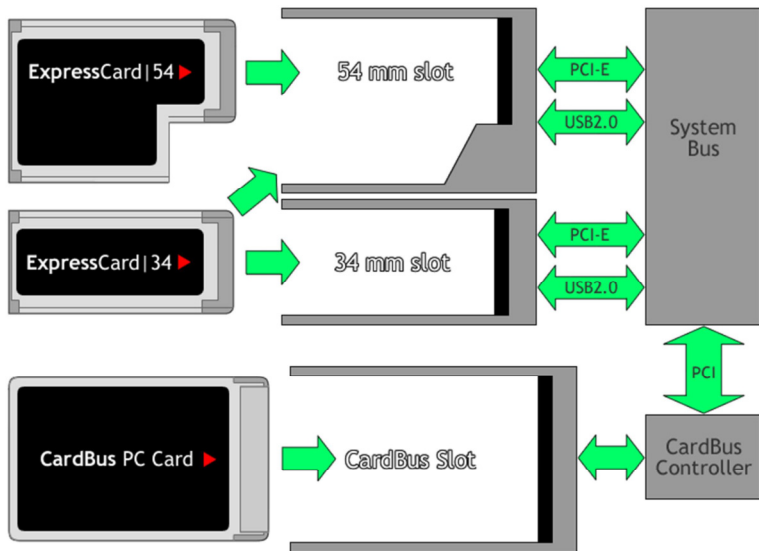 ExpressCard|54
54 mm slot
PCI-E
USB2.0
System
Bus
ExpressCard|34
34 mm slot
PCI-E
USB2.0
PCI
CardBus PC Card
CardBus Slot
CardBus
Controller